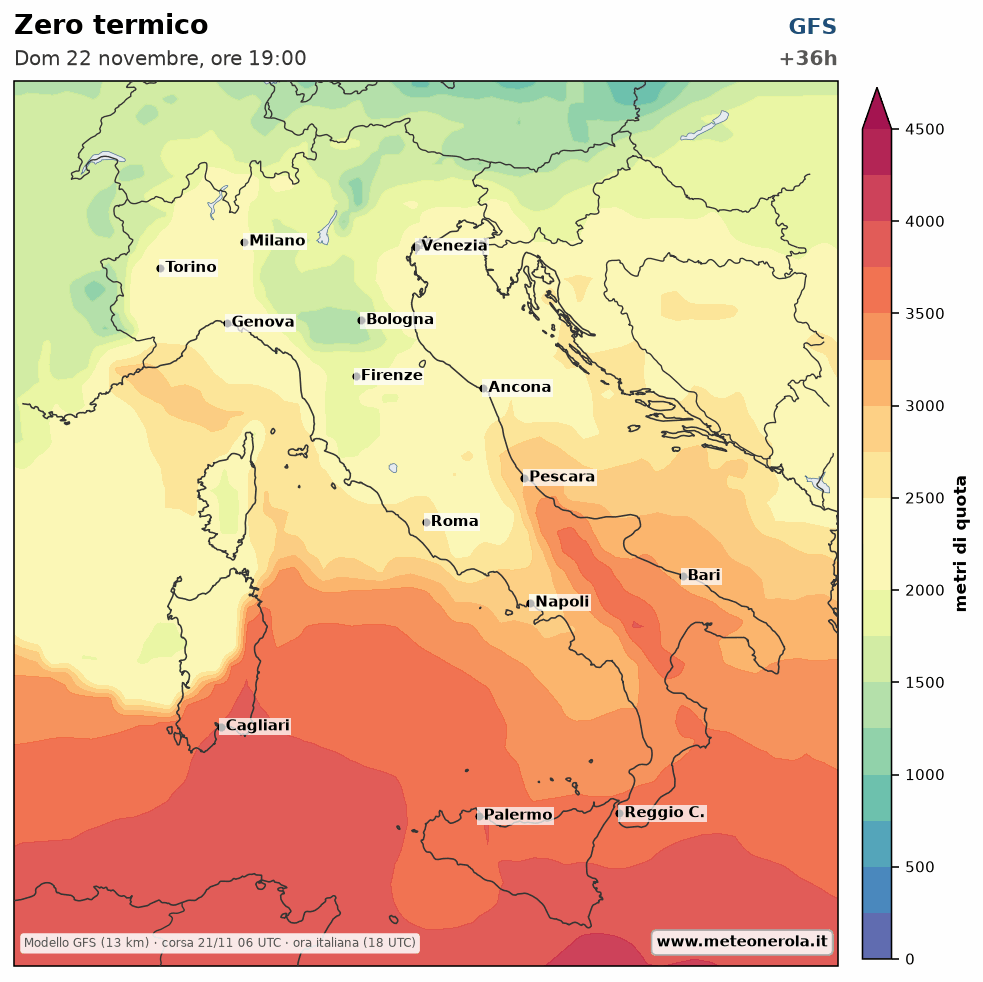 Zero termico
GFS
Dom 22 novembre, ore 19:00
+36h
4500
4000
3500
3000
2500
2000
1500
1000
500
0
metri di quota
Milano
Venezia
Torino
Genova
Bologna
Firenze
Ancona
Pescara
Roma
Bari
Napoli
Cagliari
Palermo
Reggio C.
Modello GFS (13 km) · corsa 21/11 06 UTC · ora italiana (18 UTC)
www.meteonerola.it